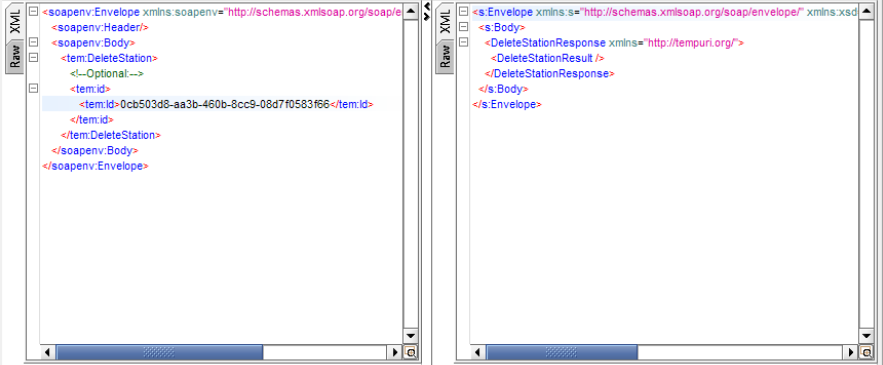 XML
Raw
<soapenv:Envelope xmlns:soapenv="http://schemas.xmlsoap.org/soap/e
<soapenv:Header/>
<soapenv:Body>
<tem:DeleteStation>
<!--Optional:-->
<tem:id>
<tem:Id>0cb503d8-aa3b-460b-8cc9-08d7f0583f66</tem:Id>
</tem:id>
</tem:DeleteStation>
</soapenv:Body>
</soapenv:Envelope>
XML
Raw
<s:Envelope xmlns:s="http://schemas.xmlsoap.org/soap/envelope/" xmlns:xsd
<s:Body>
<DeleteStationResponse xmlns="http://tempuri.org/">
<DeleteStationResult />
</DeleteStationResponse>
</s:Body>
</s:Envelope>